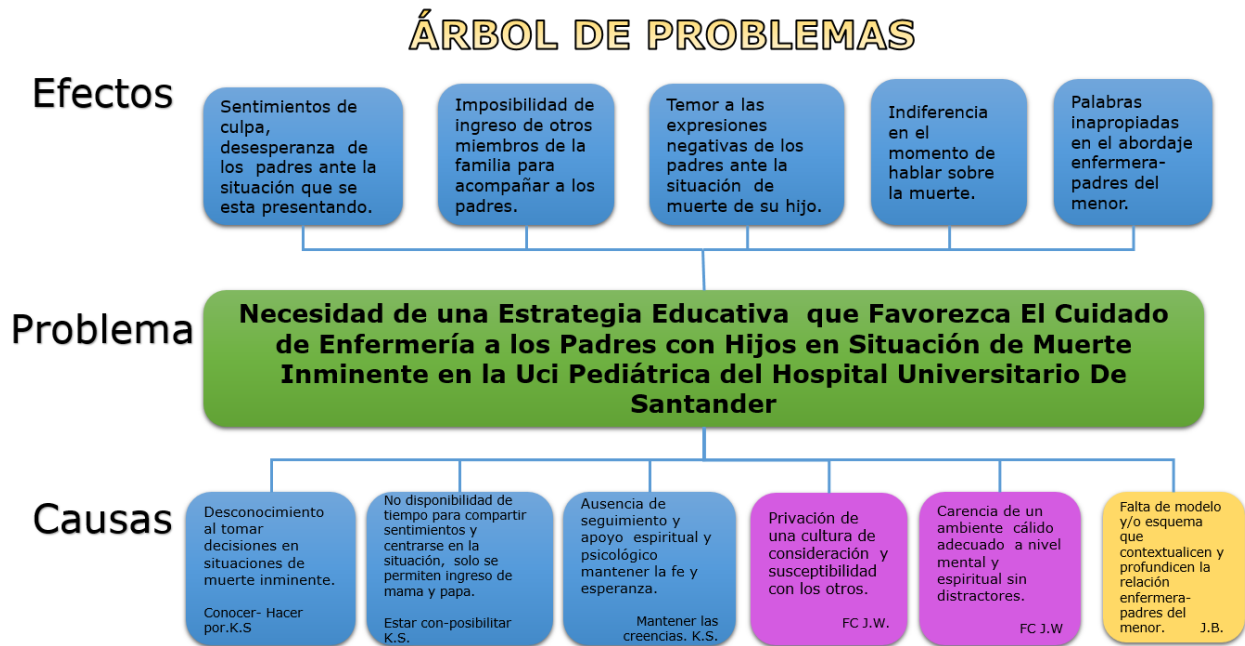 ÁRBOL DE PROBLEMAS
Efectos
Sentimientos de
culpa,
desesperanza de
los padres ante la
situación que se
esta presentando.
Imposibilidad de
ingreso de otros
miembros de la
familia para
acompañar a los
padres.
Temor a las
expresiones
negativas de los
padres ante la
situación de
muerte de su hijo.
Indiferencia
en el
momento de
hablar sobre
la muerte.
Palabras
inapropiadas
en el abordaje
enfermera-
padres del
menor.
Problema
Necesidad de una Estrategia Educativa que Favorezca El Cuidado
de Enfermería a los Padres con Hijos en Situación de Muerte
Inminente en la Uci Pediátrica del Hospital Universitario De
Santander
Causas
Desconocimiento
al tomar
decisiones en
situaciones de
muerte inminente.
Conocer- Hacer
por.K.S
No disponibilidad de
tiempo para compartir
sentimientos y
centrarse en la
situación, solo se
permiten ingreso de
mama y papa.
Estar con-posibilitar
K.S.
Ausencia de
seguimiento y
apoyo espiritual y
psicológico
mantener la fe y
esperanza.
Mantener las
creencias. K.S.
Privación de
una cultura de
consideración y
susceptibilidad
con los otros.
FC J.W.
Carencia de un
ambiente cálido
adecuado a nivel
mental y
espiritual sin
distractores.
FC J.W
Falta de modelo
y/o esquema
que
contextualicen y
profundicen la
relación
enfermera-
padres del
menor. J.B.